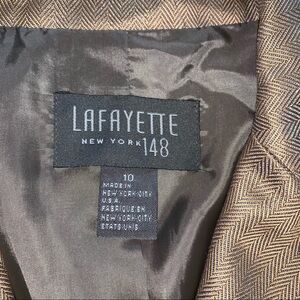 LAFAYETTE
NEW YORK 148
10
MADE IN
NEW-YORK-CITY
U.S.A.
FABRIQUE EN
NEW-YORK-CITY
ETATS UNIS